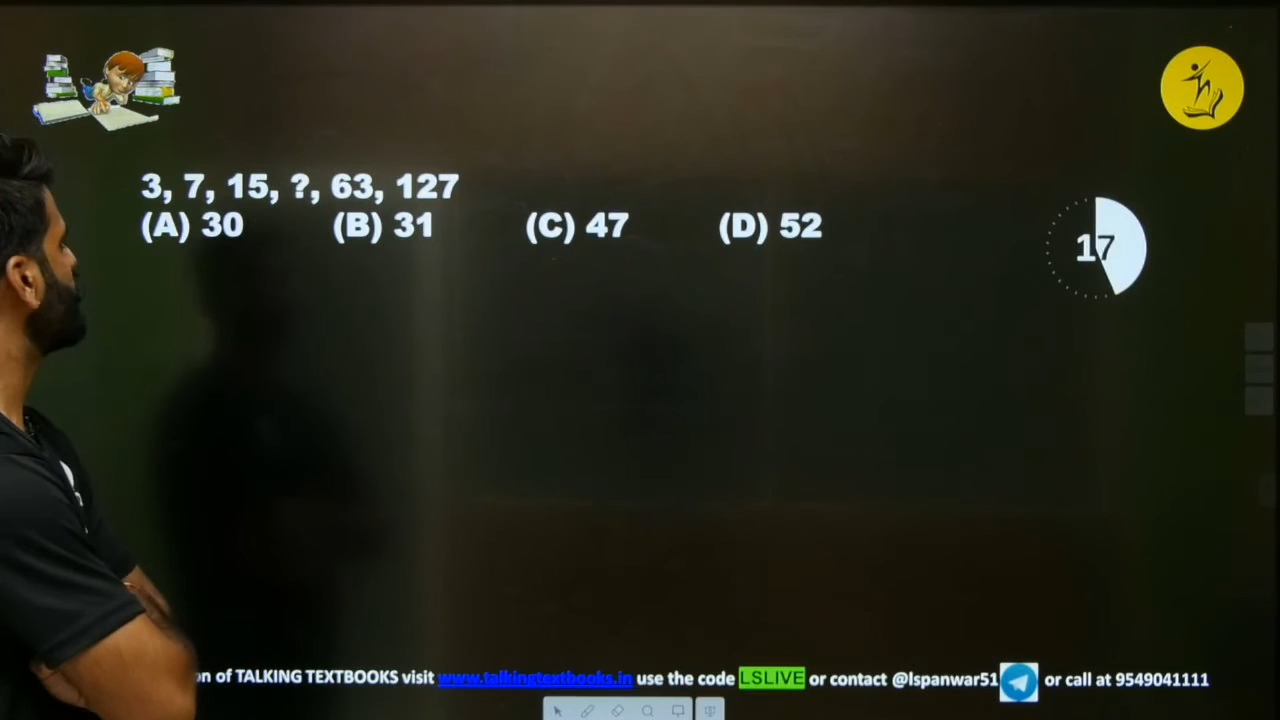 3, 7, 15, ?, 63, 127
(A) 30 (B) 31 (C) 47 (D) 52
17
on of TALKING TEXTBOOKS visit www.talkingtextbooks.in use the code LSLIVE or contact @lspanwar51 or call at 9549041111